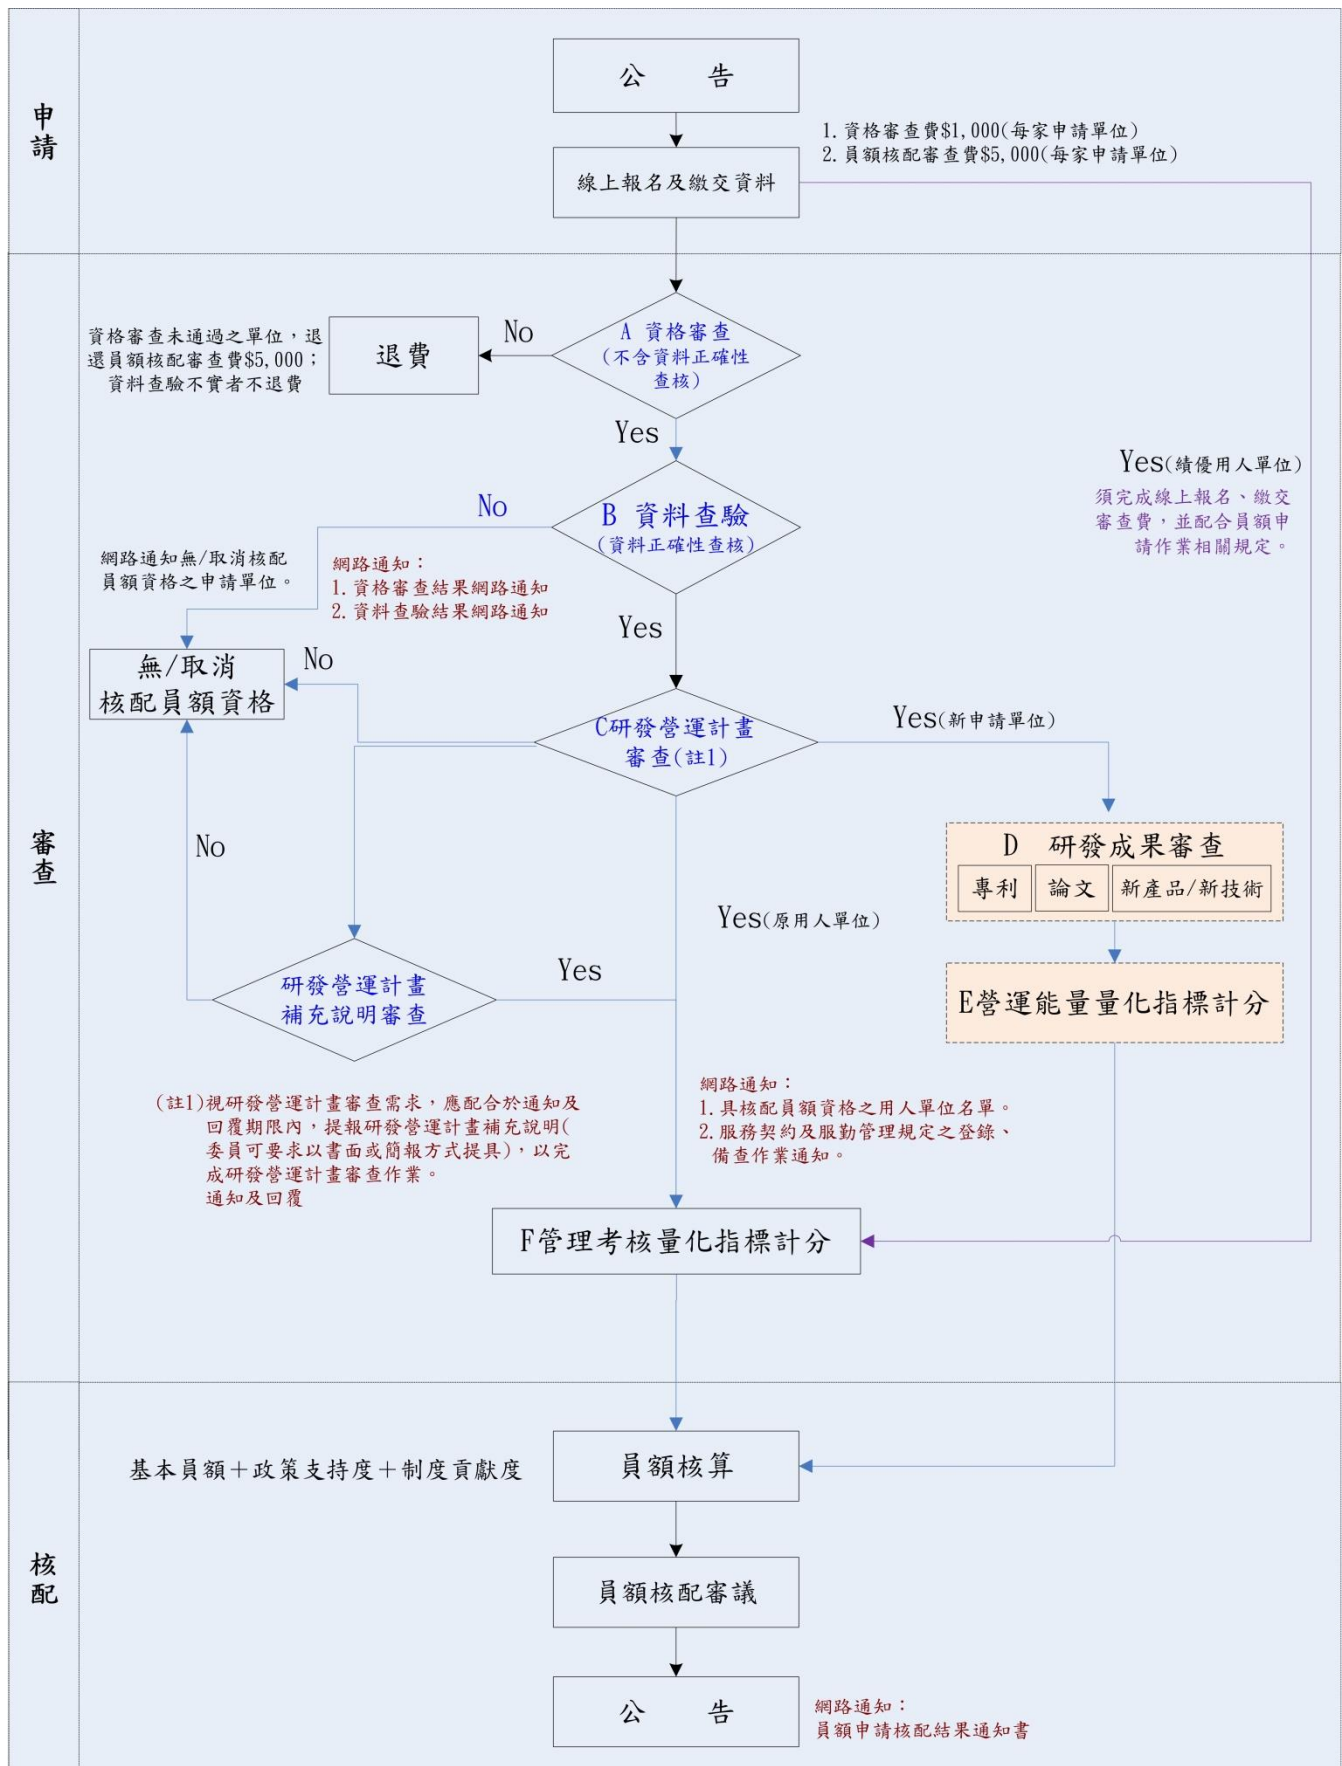 申請
公　告
1. 資格審查費$1,000(每家申請單位)
2. 員額核配審查費$5,000(每家申請單位)
線上報名及繳交資料
審查
A 資格審查
(不含資料正確性
查核)
No
退費
資格審查未通過之單位，退
還員額核配審查費$5,000；
資料查驗不實者不退費
Yes
Yes(績優用人單位)
須完成線上報名、繳交
審查費，並配合員額申
請作業相關規定。
B 資料查驗
(資料正確性查核)
No
網路通知無/取消核配
員額資格之申請單位。
網路通知：
1. 資格審查結果網路通知
2. 資料查驗結果網路通知
Yes
無/取消
核配員額資格
No
C研發營運計畫
審查(註1)
Yes(新申請單位)
D 研發成果審查
專利
論文
新產品/新技術
No
Yes(原用人單位)
研發營運計畫
補充說明審查
Yes
E營運能量量化指標計分
(註1)視研發營運計畫審查需求，應配合於通知及
回覆期限內，提報研發營運計畫補充說明(
委員可要求以書面或簡報方式提具)，以完
成研發營運計畫審查作業。
通知及回覆
網路通知：
1. 具核配員額資格之用人單位名單。
2. 服務契約及服勤管理規定之登錄、
備查作業通知。
F管理考核量化指標計分
核配
基本員額＋政策支持度＋制度貢獻度
員額核算
員額核配審議
公　告
網路通知：
員額申請核配結果通知書